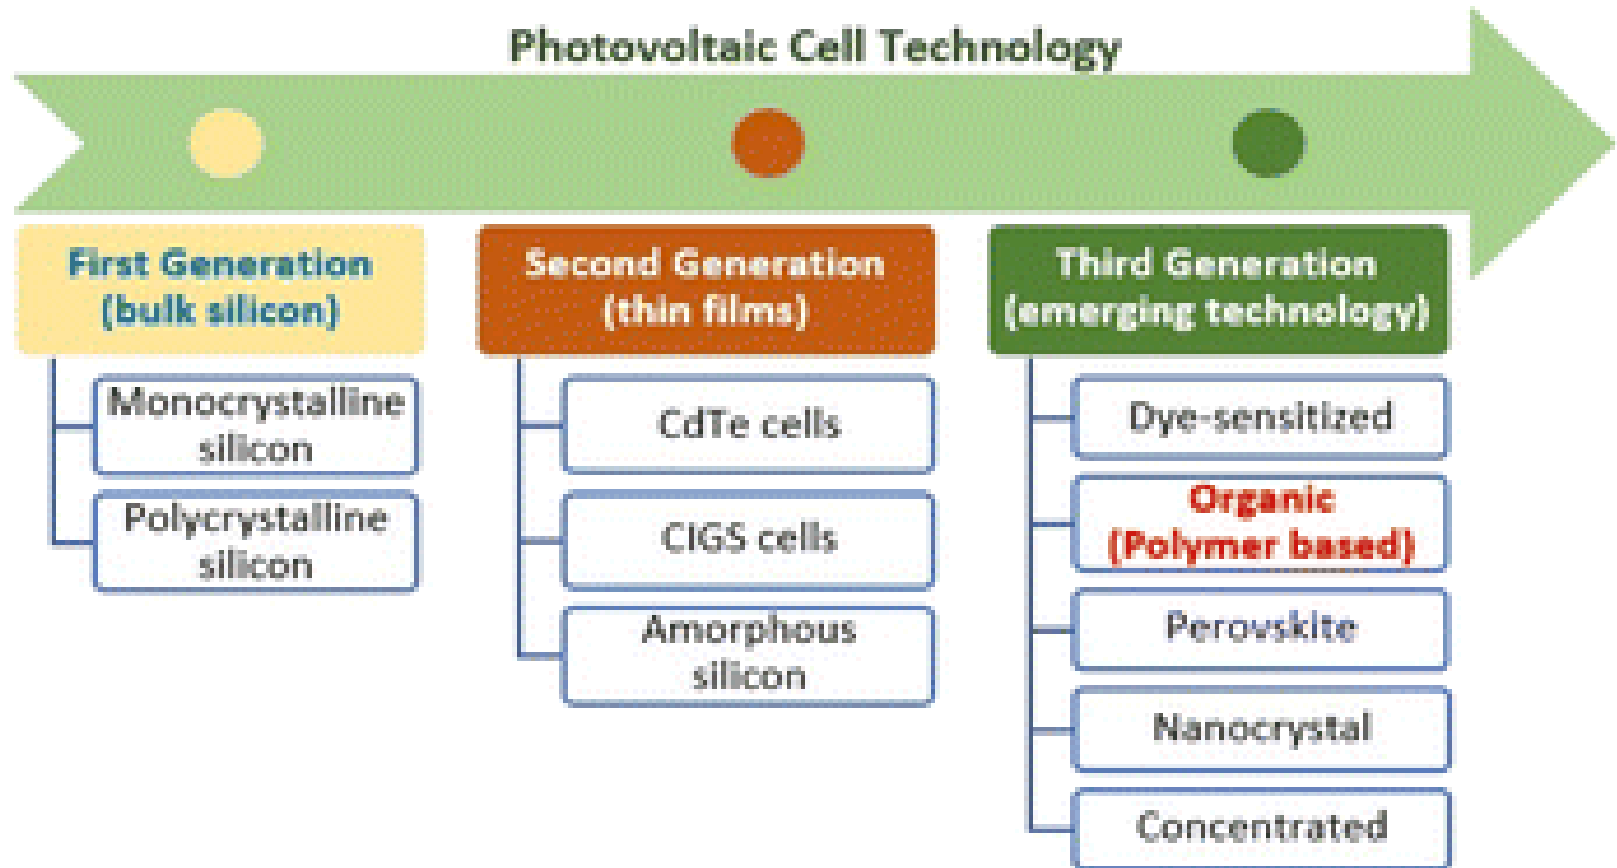 Photovoltaic Cell Technology
First Generation
(bulk silicon)
Monocrystalline
silicon
Polycrystalline
silicon
Second Generation
(thin films)
CdTe cells
CIGS cells
Amorphous
silicon
Third Generation
(emerging technology)
Dye-sensitized
Organic
(Polymer based)
Perovskite
Nanocrystal
Concentrated